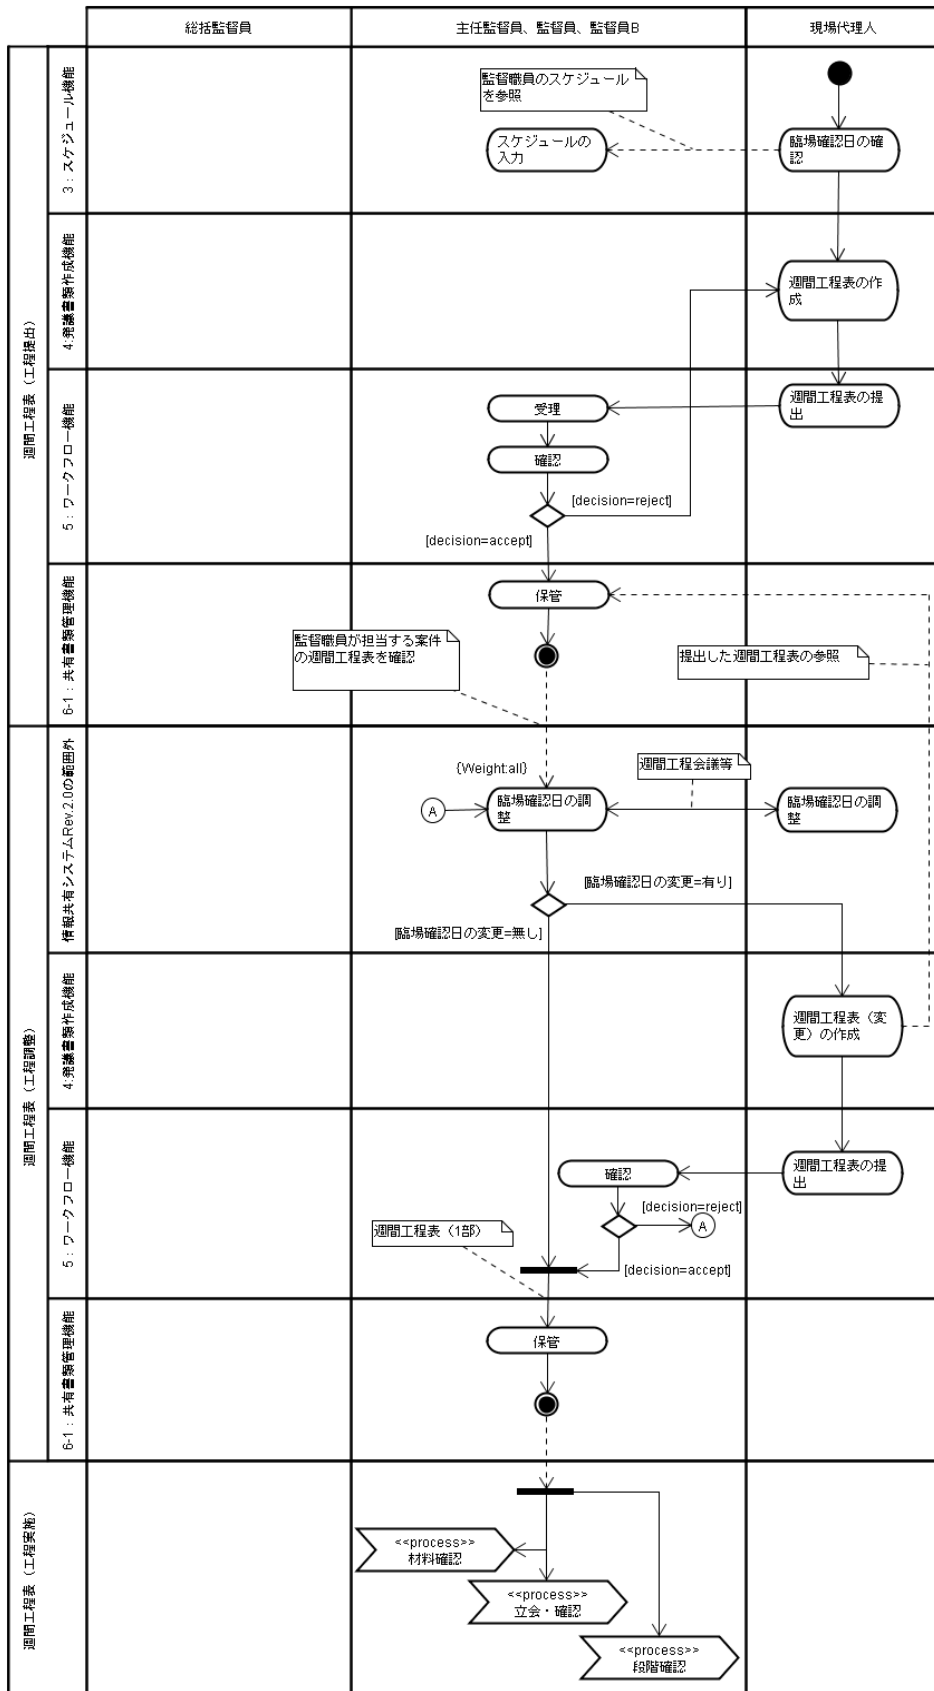 総括監督員
主任監督員、監督員、監督員B
現場代理人
週間工程表（工程提出）
3：スケジュール機能
監督職員のスケジュール
を参照
スケジュールの
入力
臨場確認日の確
認
4:発議書類作成機能
週間工程表の作
成
5：ワークフロー機能
受理
週間工程表の提
出
確認
[decision=reject]
[decision=accept]
6-1：共有書類管理機能
保管
監督職員が担当する案件
の週間工程表を確認
提出した週間工程表の参照
週間工程表（工程調整）
情報共有システムRev.2.0の範囲外
{Weight:all}
週間工程会議等
A
臨場確認日の調
整
臨場確認日の調
整
[臨場確認日の変更=有り]
[臨場確認日の変更=無し]
4:発議書類作成機能
週間工程表（変
更）の作成
5：ワークフロー機能
確認
週間工程表の提
出
[decision=reject]
A
週間工程表（1部）
[decision=accept]
6-1：共有書類管理機能
保管
週間工程表（工程実施）
<<process>>
材料確認
<<process>>
立会・確認
<<process>>
段階確認